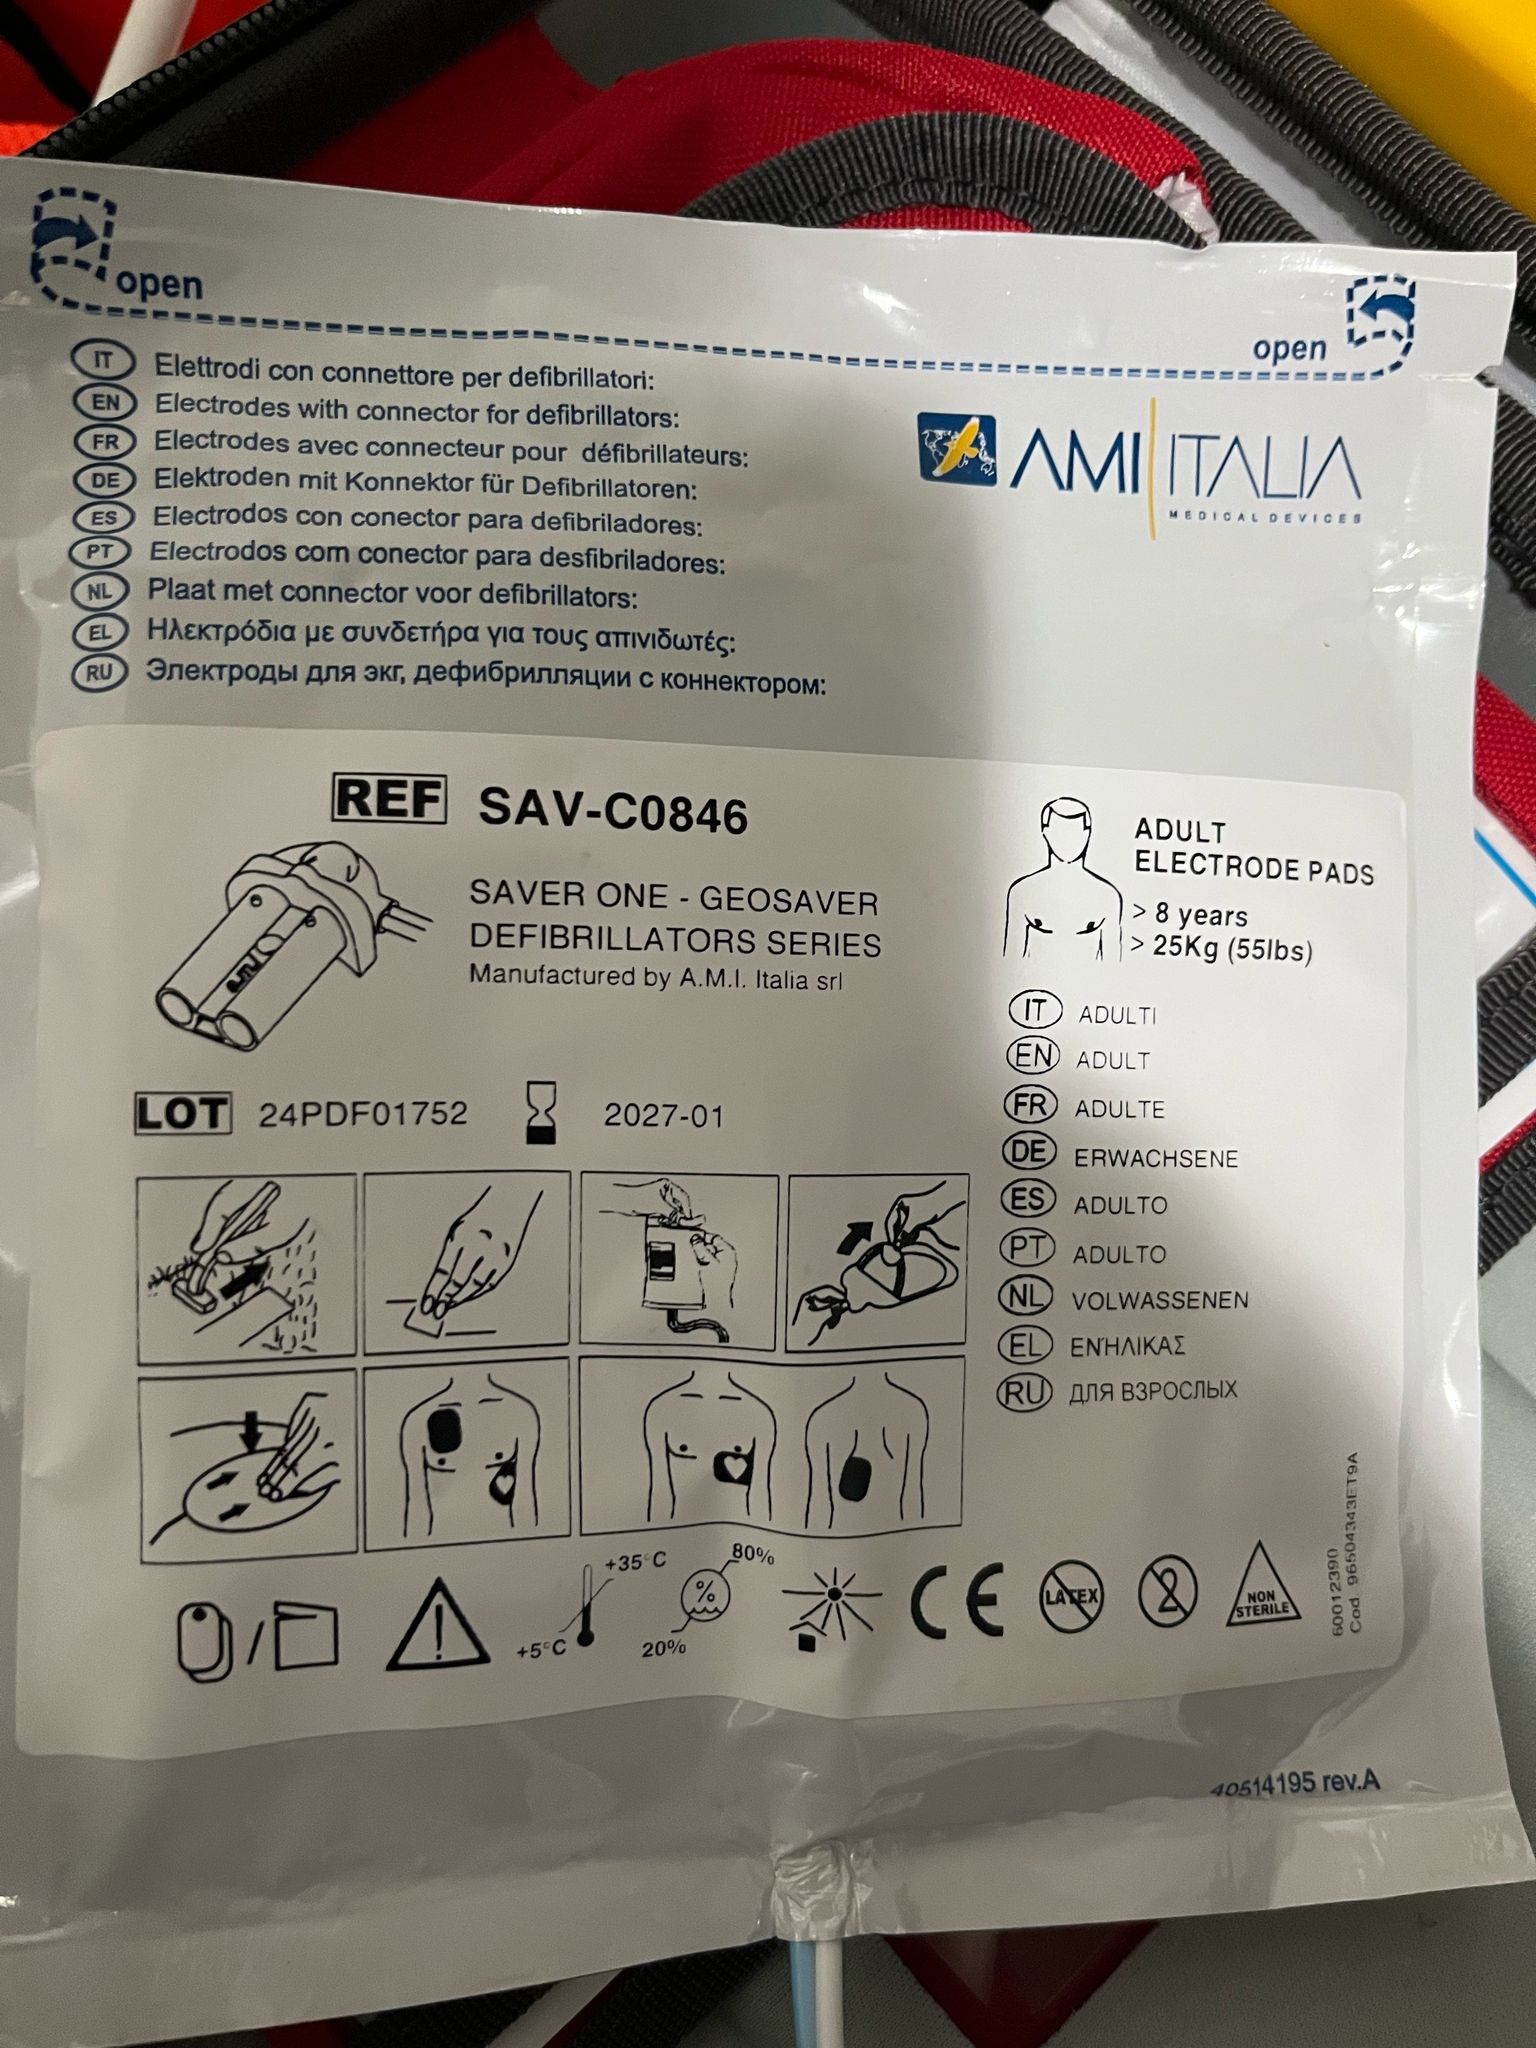 open
open
IT Elettrodi con connettore per defibrillatori:
EN Electrodes with connector for defibrillators:
FR Electrodes avec connecteur pour défibrillateurs:
DE Elektroden mit Konnektor für Defibrillatoren:
ES Electrodos con conector para defibriladores:
PT Electrodos com conector para desfibriladores:
NL Plaat met connector voor defibrillators:
EL Ηλεκτρόδια με συνδετήρα για τους απινιδωτές:
RU Электроды для экг, дефибрилляции с коннектором:
AMI ITALIA
MEDICAL DEVICES
REF SAV-C0846
SAVER ONE - GEOSAVER
DEFIBRILLATORS SERIES
Manufactured by A.M.I. Italia srl
LOT 24PDF01752 2027-01
ADULT
ELECTRODE PADS
> 8 years
> 25Kg (55lbs)
IT ADULTI
EN ADULT
FR ADULTE
DE ERWACHSENE
ES ADULTO
PT ADULTO
NL VOLWASSENEN
EL ΕΝΉΛΙΚΑΣ
RU ДЛЯ ВЗРОСЛЫХ
+35°C
+5°C
80%
%
20%
CE
LATEX
2
NON
STERILE
60012390
Cod. 96504343ET9A
40514195 rev.A